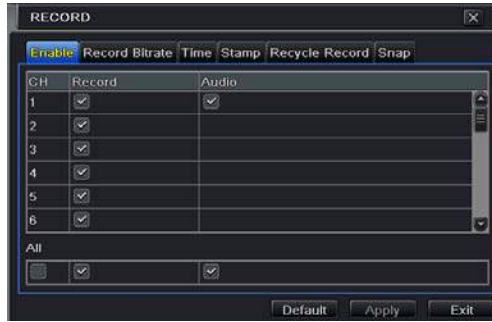 RECORD
Enable Record Bitrate Time Stamp Recycle Record Snap
CH Record Audio
1
2
3
4
5
6
All
Default Apply Exit